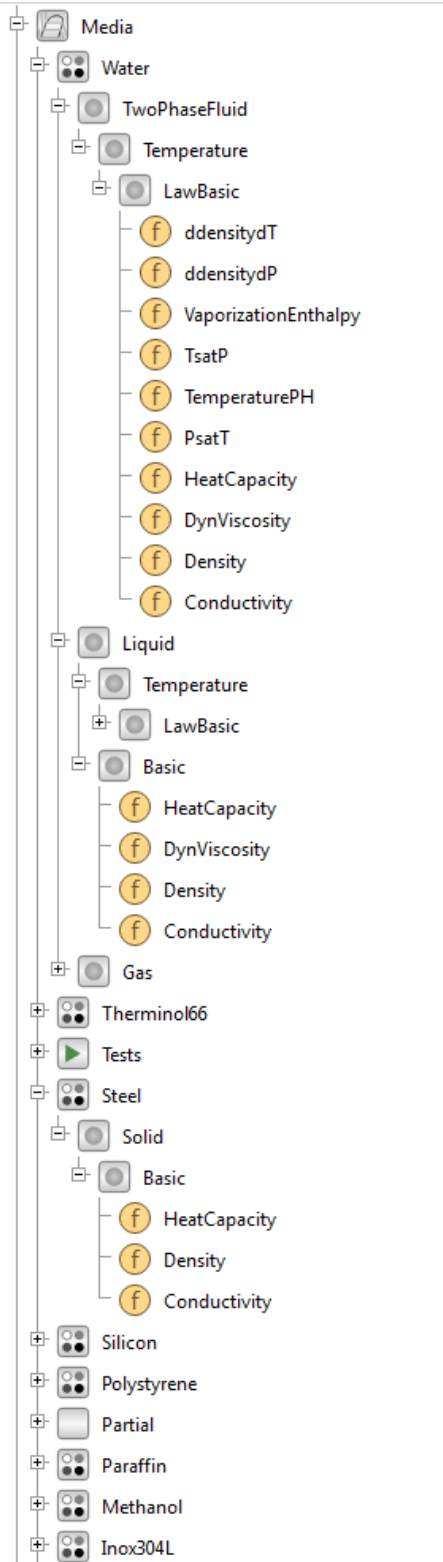 Media
Water
TwoPhaseFluid
Temperature
LawBasic
f ddensitydT
f ddensitydP
f VaporizationEnthalpy
f TsatP
f TemperaturePH
f PsatT
f HeatCapacity
f DynViscosity
f Density
f Conductivity
Liquid
Temperature
LawBasic
Basic
f HeatCapacity
f DynViscosity
f Density
f Conductivity
Gas
Therminol66
Tests
Steel
Solid
Basic
f HeatCapacity
f Density
f Conductivity
Silicon
Polystyrene
Partial
Paraffin
Methanol
Inox304L